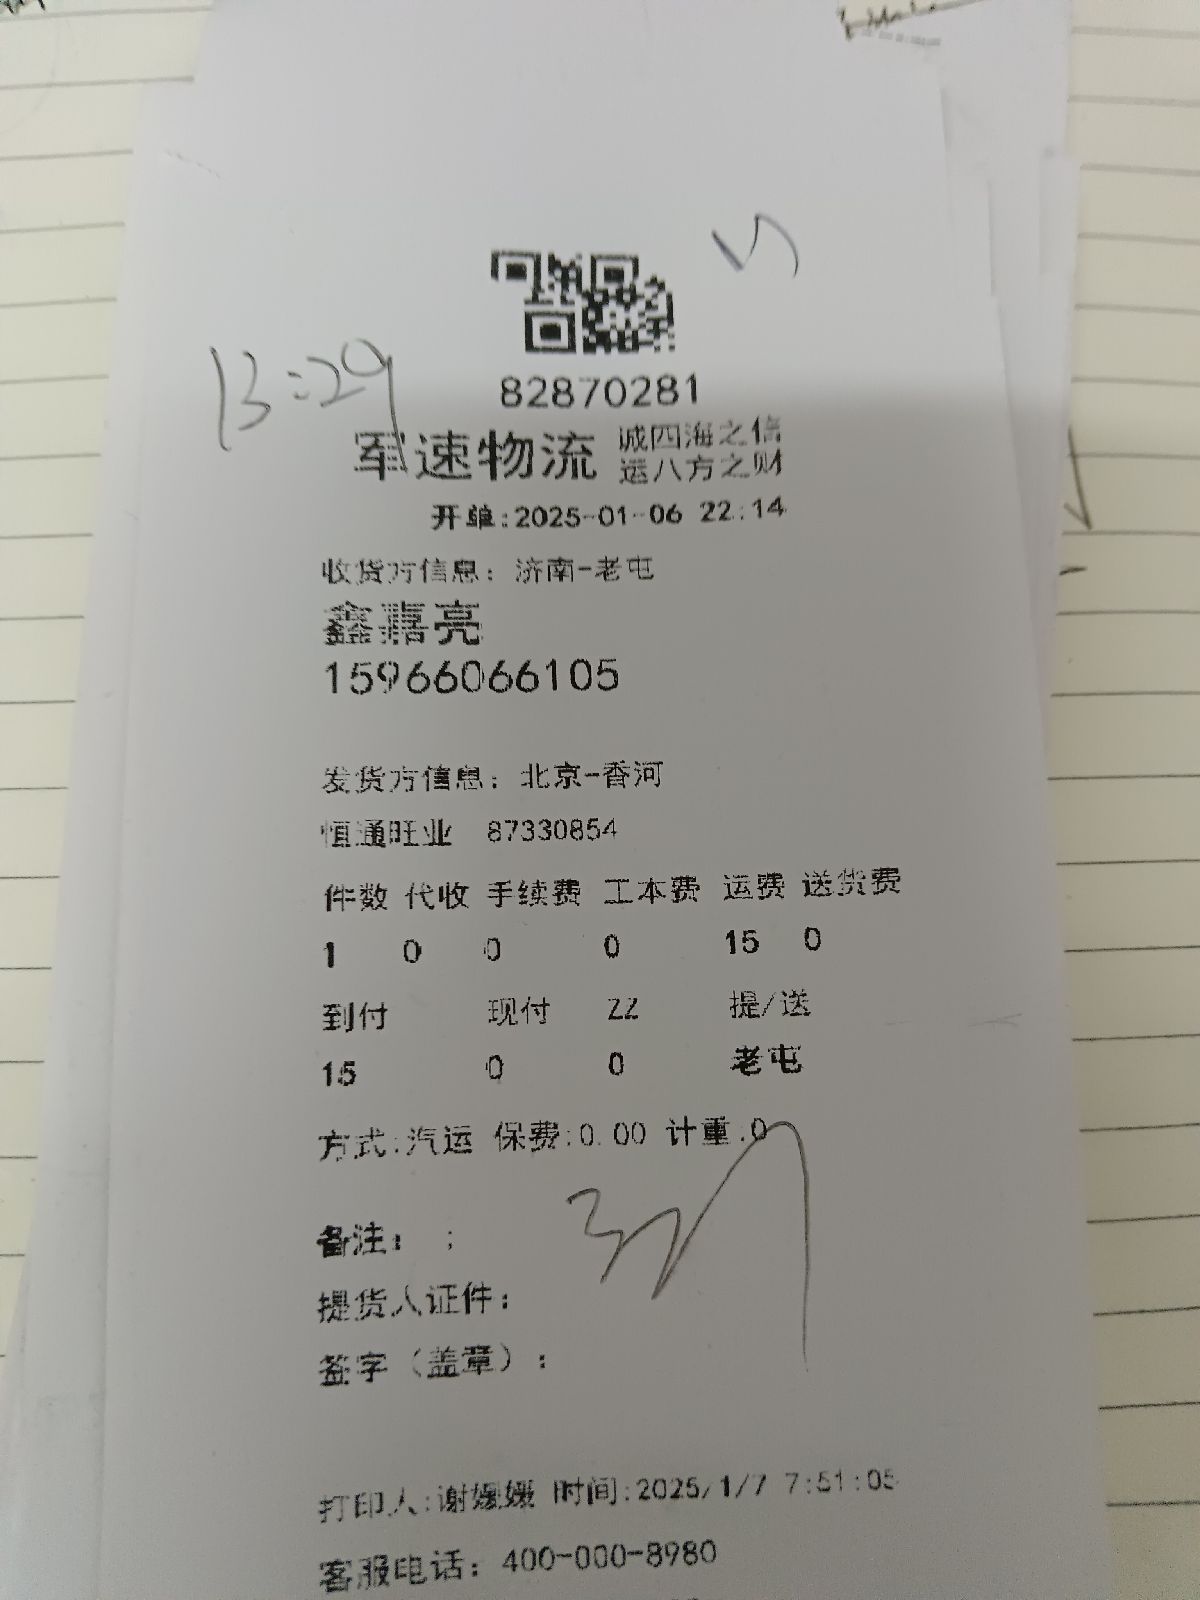 82870281
13:29
军速物流 诚四海之信
运八方之财
开单:2025-01-06 22:14
收货方信息: 济南-老屯
鑫嘉亮
15966066105
发货方信息: 北京-香河
恒通旺业 87330854
件数 代收 手续费 工本费 运费 送货费
1 0 0 0 15 0
到付 现付 ZZ 提/送
15 0 0 老屯
方式:汽运 保费:0.00 计重:0
备注: ;
提货人证件:
签字(盖章):
打印人:谢媛媛 时间:2025/1/7 7:51:05
客服电话: 400-000-8980